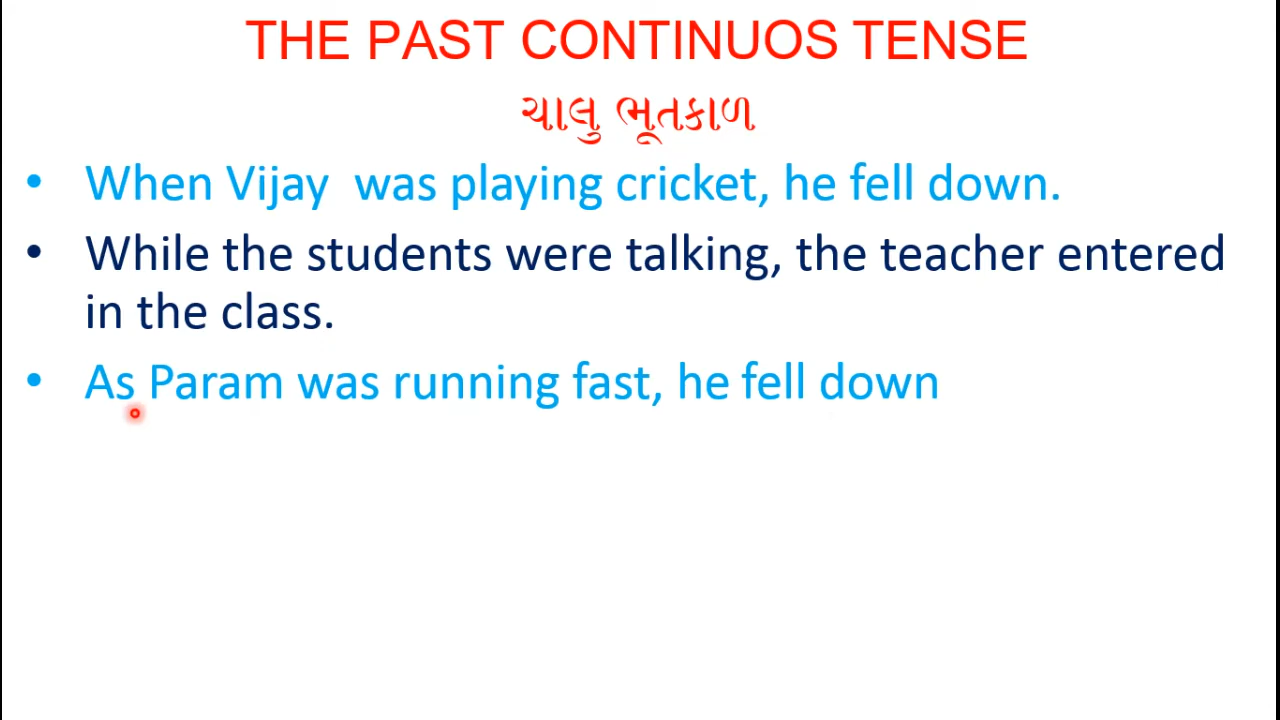 THE PAST CONTINUOS TENSE
ચાલુ ભૂતકાળ
• When Vijay  was playing cricket, he fell down.
• While the students were talking, the teacher entered
in the class.
• As Param was running fast, he fell down